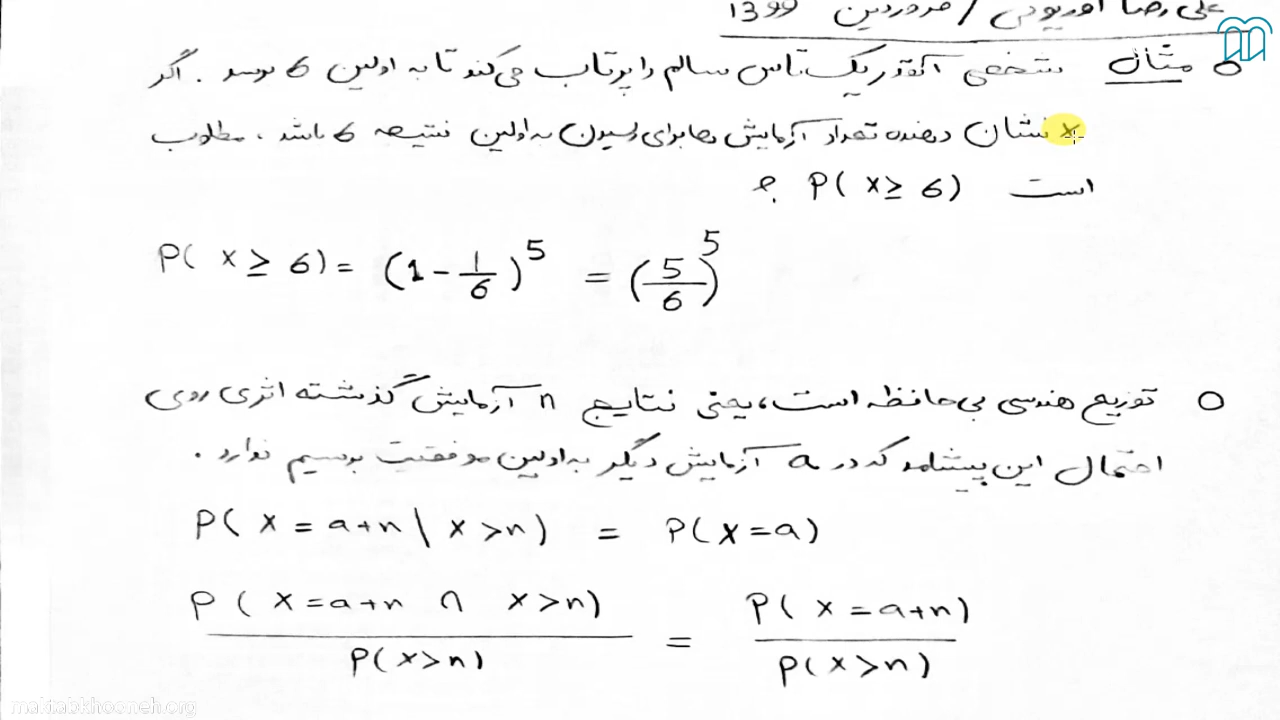 علی رضا / فروردین 1399
مثال شخصی آنقدر یک تاس سالم را پرتاب می‌کند تا به اولین 6 برسد. اگر
x نشان دهنده تعداد آزمایش ها برای رسیدن به اولین نتیجه 6 باشد، مطلوب
است P( x ≥ 6) ؟
P( x ≥ 6) = (1 - 1/6)^5 = (5/6)^5
توزیع هندسی بی حافظه است، یعنی نتایج n آزمایش گذشته اثری روی
احتمال این پیشامد که در a آزمایش دیگر به اولین موفقیت برسیم ندارد.
P( X = a+n \ X > n) = P( X = a)
P( X = a+n ∩ X > n) / P(X > n) = P( X = a+n) / P(X > n)
maktabkhooneh.org